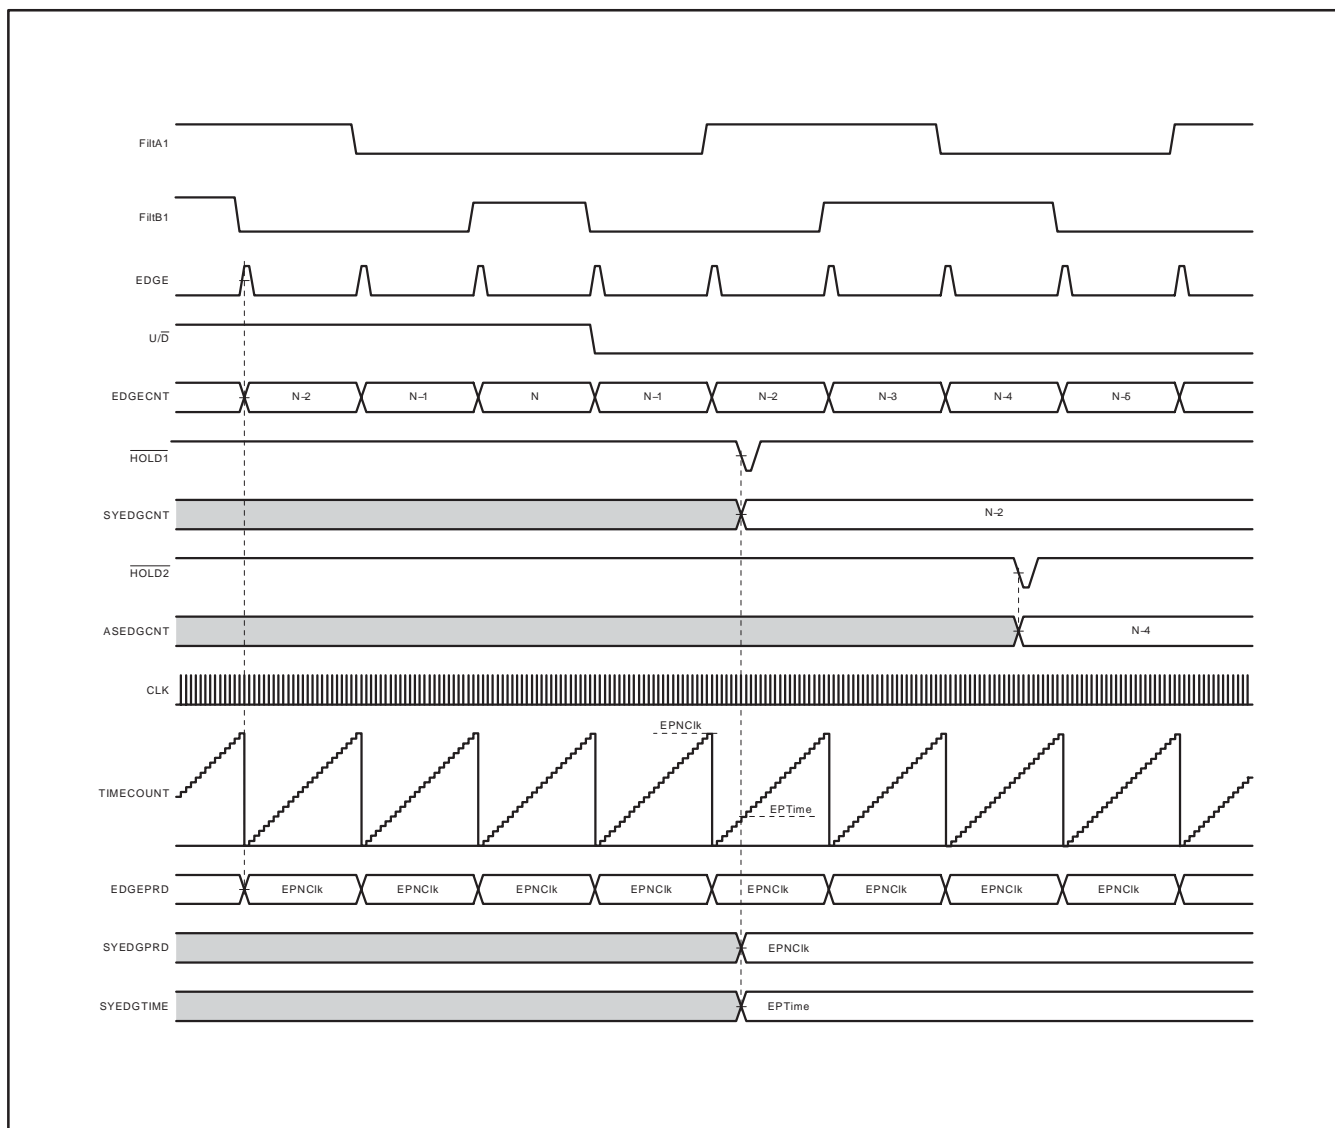 FiltA1
FiltB1
EDGE
U/D̅
EDGECNT N–2 N–1 N N–1 N–2 N–3 N–4 N–5
HOLD1
SYEDGCNT N–2
HOLD2
ASEDGCNT N–4
CLK
EPNClk
TIMECOUNT
EPTime
EDGEPRD EPNClk EPNClk EPNClk EPNClk EPNClk EPNClk EPNClk EPNClk
SYEDGPRD EPNClk
SYEDGTIME EPTime